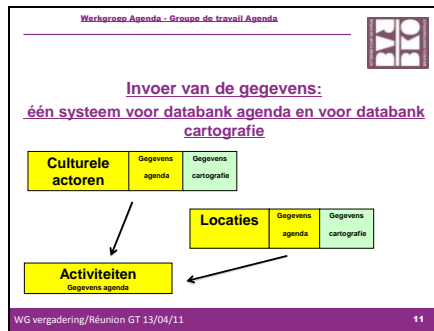 Werkgroep Agenda - Groupe de travail Agenda
Invoer van de gegevens:
één systeem voor databank agenda en voor databank
cartografie
Culturele
actoren
Gegevens
agenda
Gegevens
cartografie
Locaties
Gegevens
agenda
Gegevens
cartografie
Activiteiten
Gegevens agenda
WG vergadering/Réunion GT 13/04/11
11